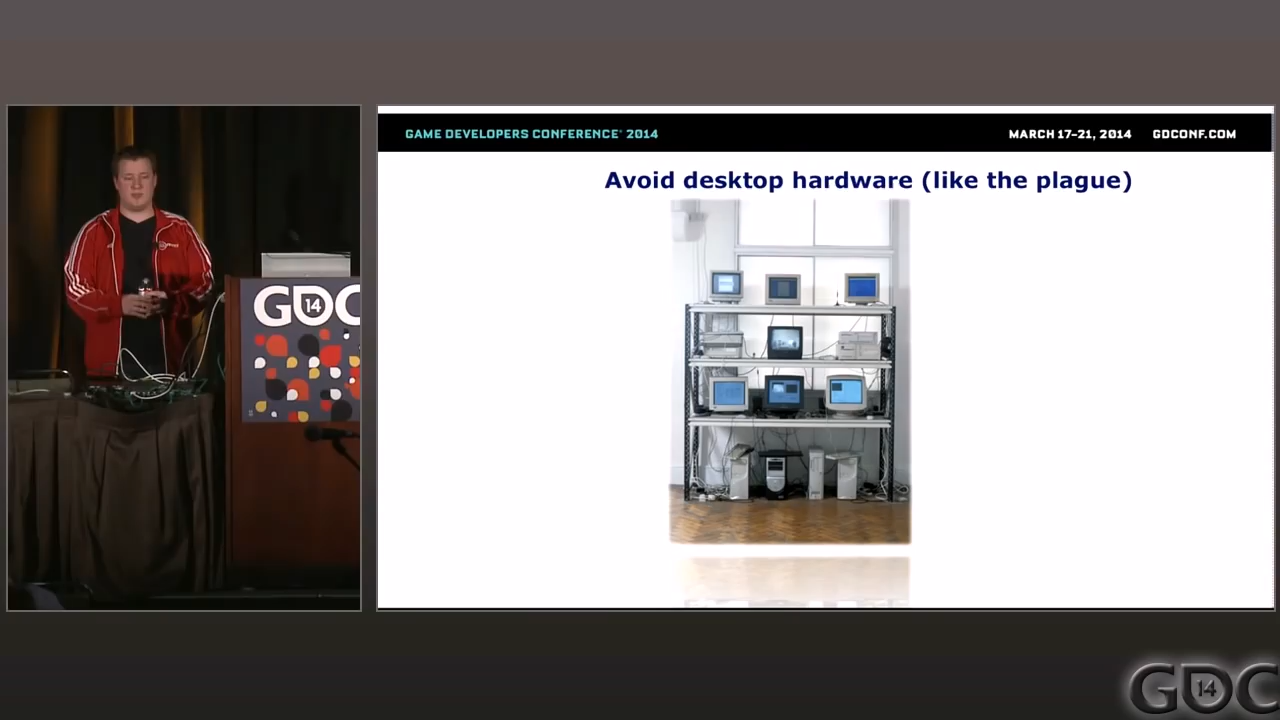 GAME DEVELOPERS CONFERENCE® 2014
MARCH 17–21, 2014 GDCONF.COM
Avoid desktop hardware (like the plague)
GDC
14
GDC
14